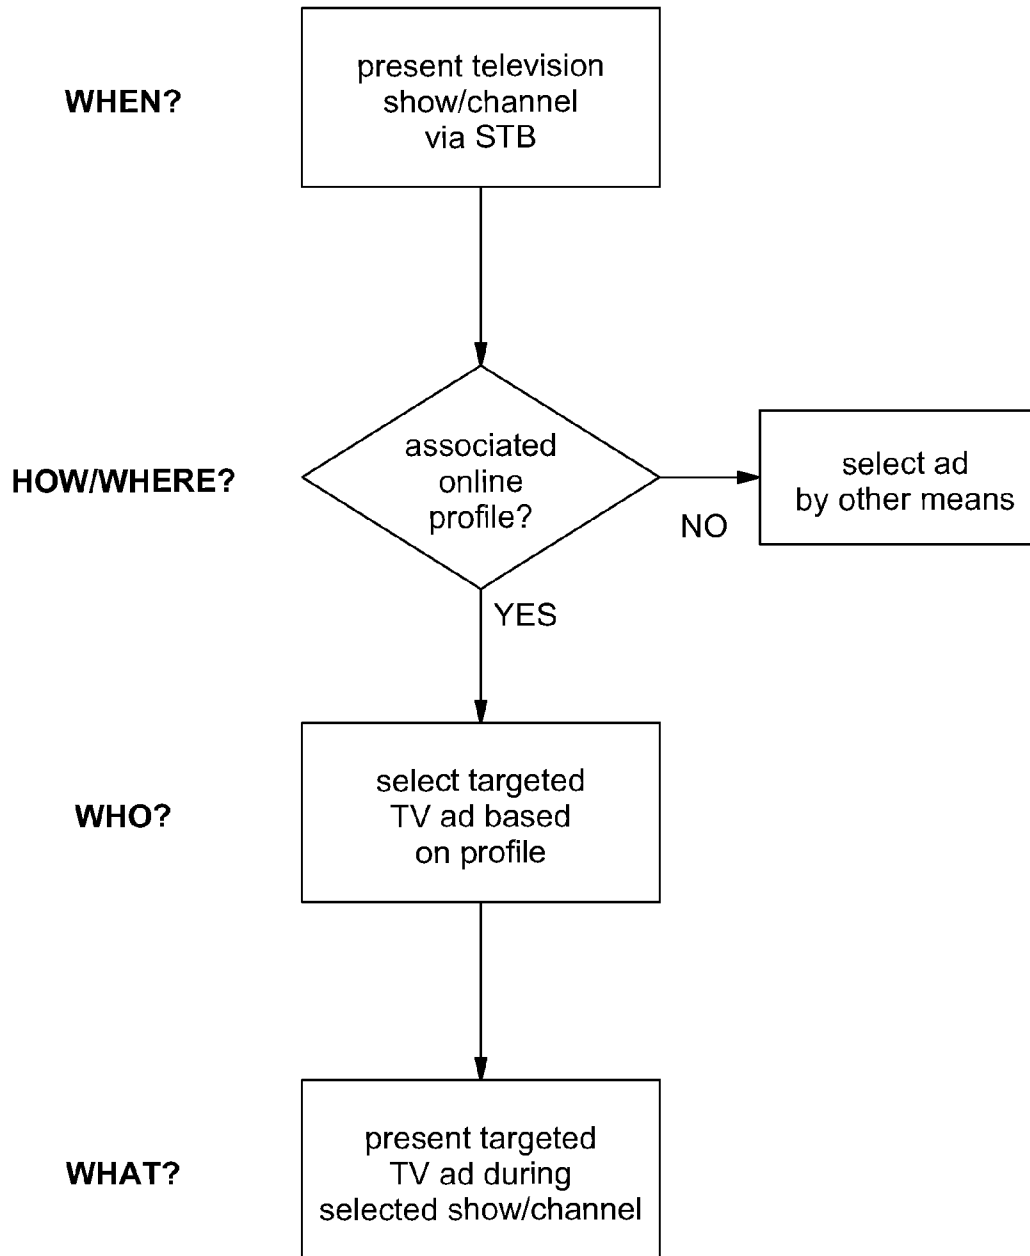 WHEN?
present television
show/channel
via STB
HOW/WHERE?
associated
online
profile?
NO
select ad
by other means
YES
WHO?
select targeted
TV ad based
on profile
WHAT?
present targeted
TV ad during
selected show/channel